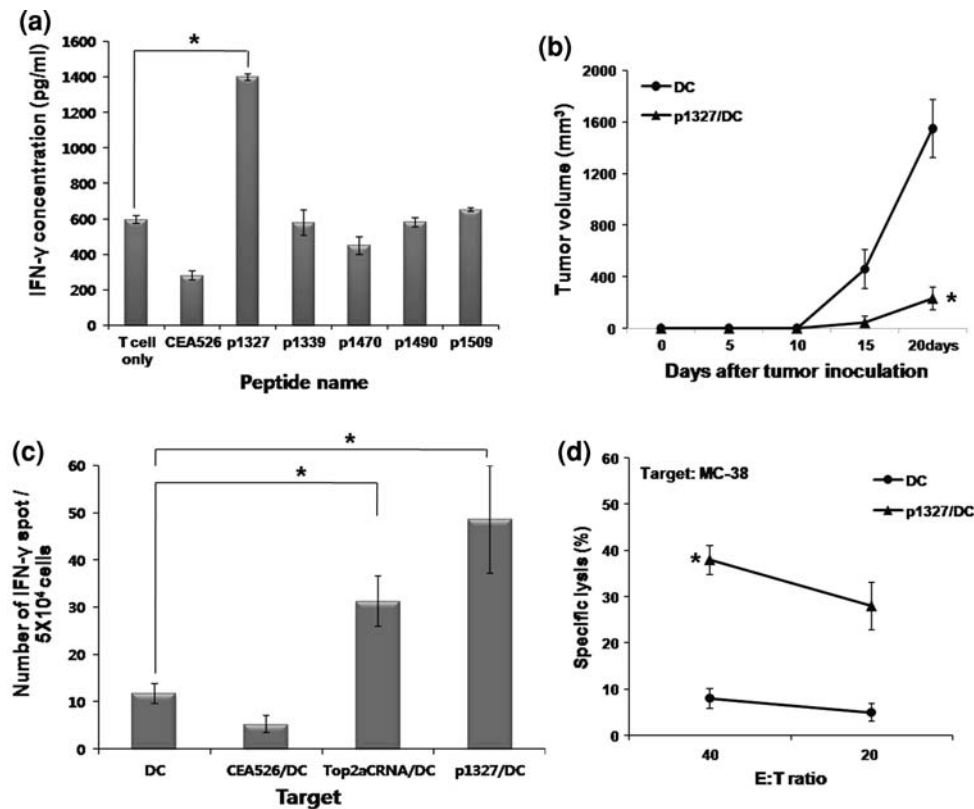 (a)
IFN-γ concentration (pg/ml)
1600
1400
1200
1000
800
600
400
200
0
*
T cell only
CEA526
p1327
p1339
p1470
p1490
p1509
Peptide name
(b)
Tumor volume (mm³)
2000
1600
1200
800
400
0
DC
p1327/DC
*
0
5
10
15
20days
Days after tumor inoculation
(c)
Number of IFN-γ spot /
5X10⁴ cells
60
50
40
30
20
10
0
*
*
DC
CEA526/DC
Top2aCRNA/DC
p1327/DC
Target
(d)
Specific lysis (%)
60
50
40
30
20
10
0
Target: MC-38
DC
p1327/DC
*
40
20
E:T ratio